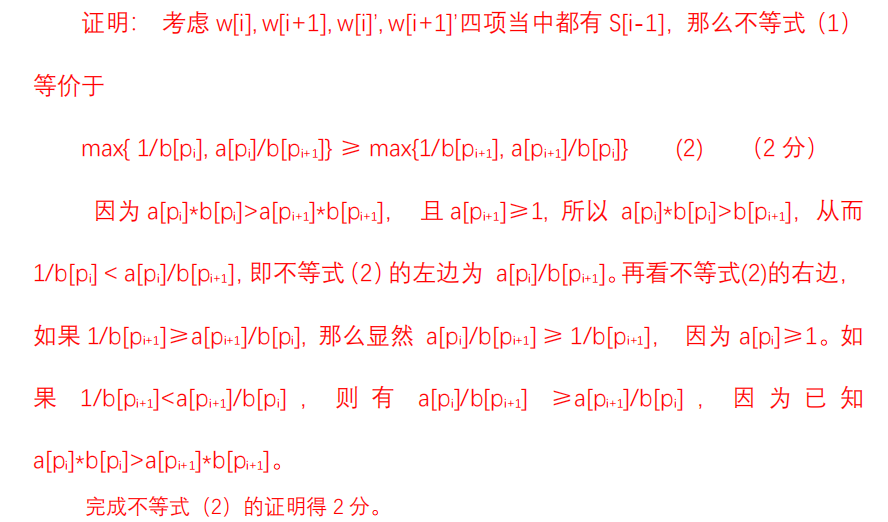 证明： 考虑 w[i], w[i+1], w[i]’, w[i+1]’四项当中都有 S[i-1]，那么不等式（1）
等价于
max{ 1/b[pᵢ], a[pᵢ]/b[pᵢ₊₁]} ≥ max{1/b[pᵢ₊₁], a[pᵢ₊₁]/b[pᵢ]} (2) （2 分）
因为 a[pᵢ]*b[pᵢ]>a[pᵢ₊₁]*b[pᵢ₊₁]， 且 a[pᵢ₊₁]≥1, 所以 a[pᵢ]*b[pᵢ]>b[pᵢ₊₁]，从而
1/b[pᵢ] < a[pᵢ]/b[pᵢ₊₁], 即不等式（2）的左边为 a[pᵢ]/b[pᵢ₊₁]。再看不等式(2)的右边，
如果 1/b[pᵢ₊₁]≥a[pᵢ₊₁]/b[pᵢ], 那么显然 a[pᵢ]/b[pᵢ₊₁] ≥ 1/b[pᵢ₊₁]， 因为 a[pᵢ]≥1。如
果 1/b[pᵢ₊₁]<a[pᵢ₊₁]/b[pᵢ] ， 则 有 a[pᵢ]/b[pᵢ₊₁] ≥a[pᵢ₊₁]/b[pᵢ] ， 因 为 已 知
a[pᵢ]*b[pᵢ]>a[pᵢ₊₁]*b[pᵢ₊₁]。
完成不等式（2）的证明得 2 分。